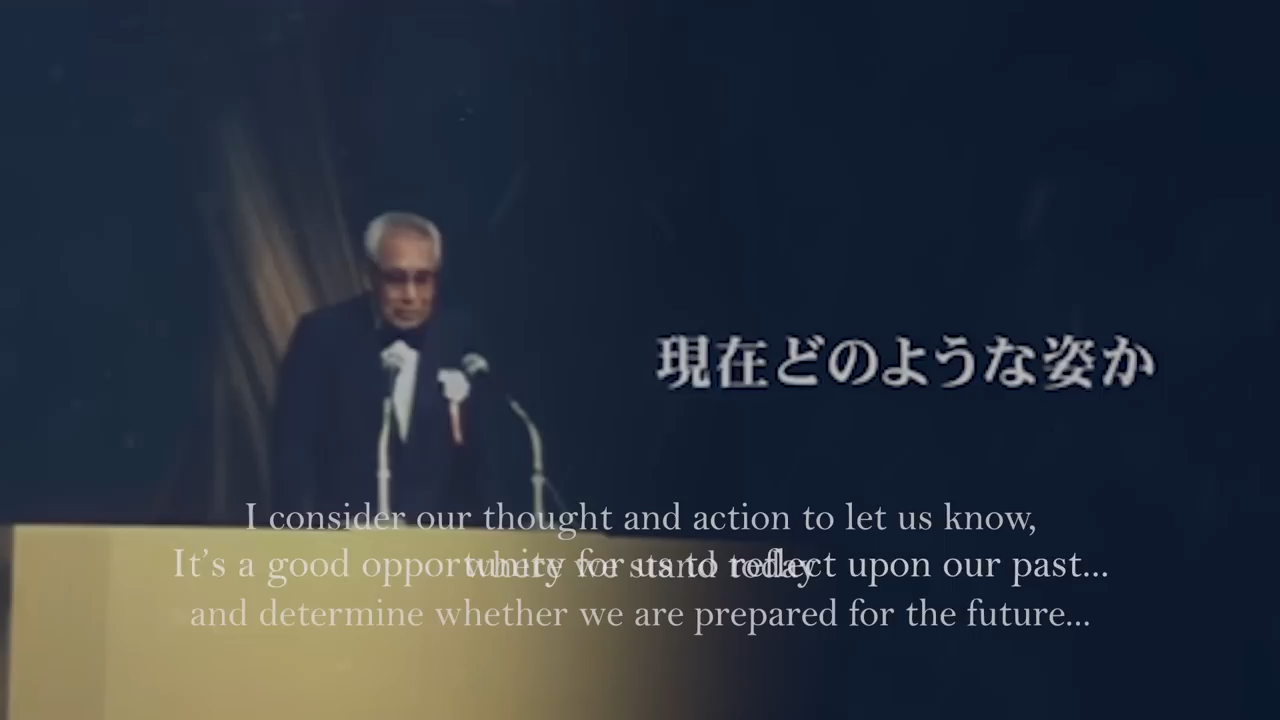 現在どのような姿か
I consider our thought and action to let us know,
where we stand today
It's a good opportunity for us to reflect upon our past...
and determine whether we are prepared for the future...